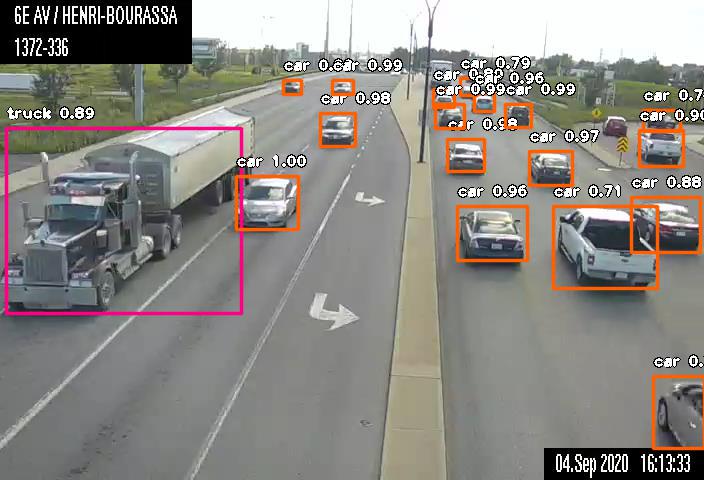 6E AV / HENRI-BOURASSA
1372-336
car 0.99
car 0.79
car 0.96
car 0.99
car 0.99
truck 0.89
car 0.98
car 0.98
car 0.90
car 0.97
car 1.00
car 0.96
car 0.71
car 0.88
car
04.Sep 2020 16:13:33